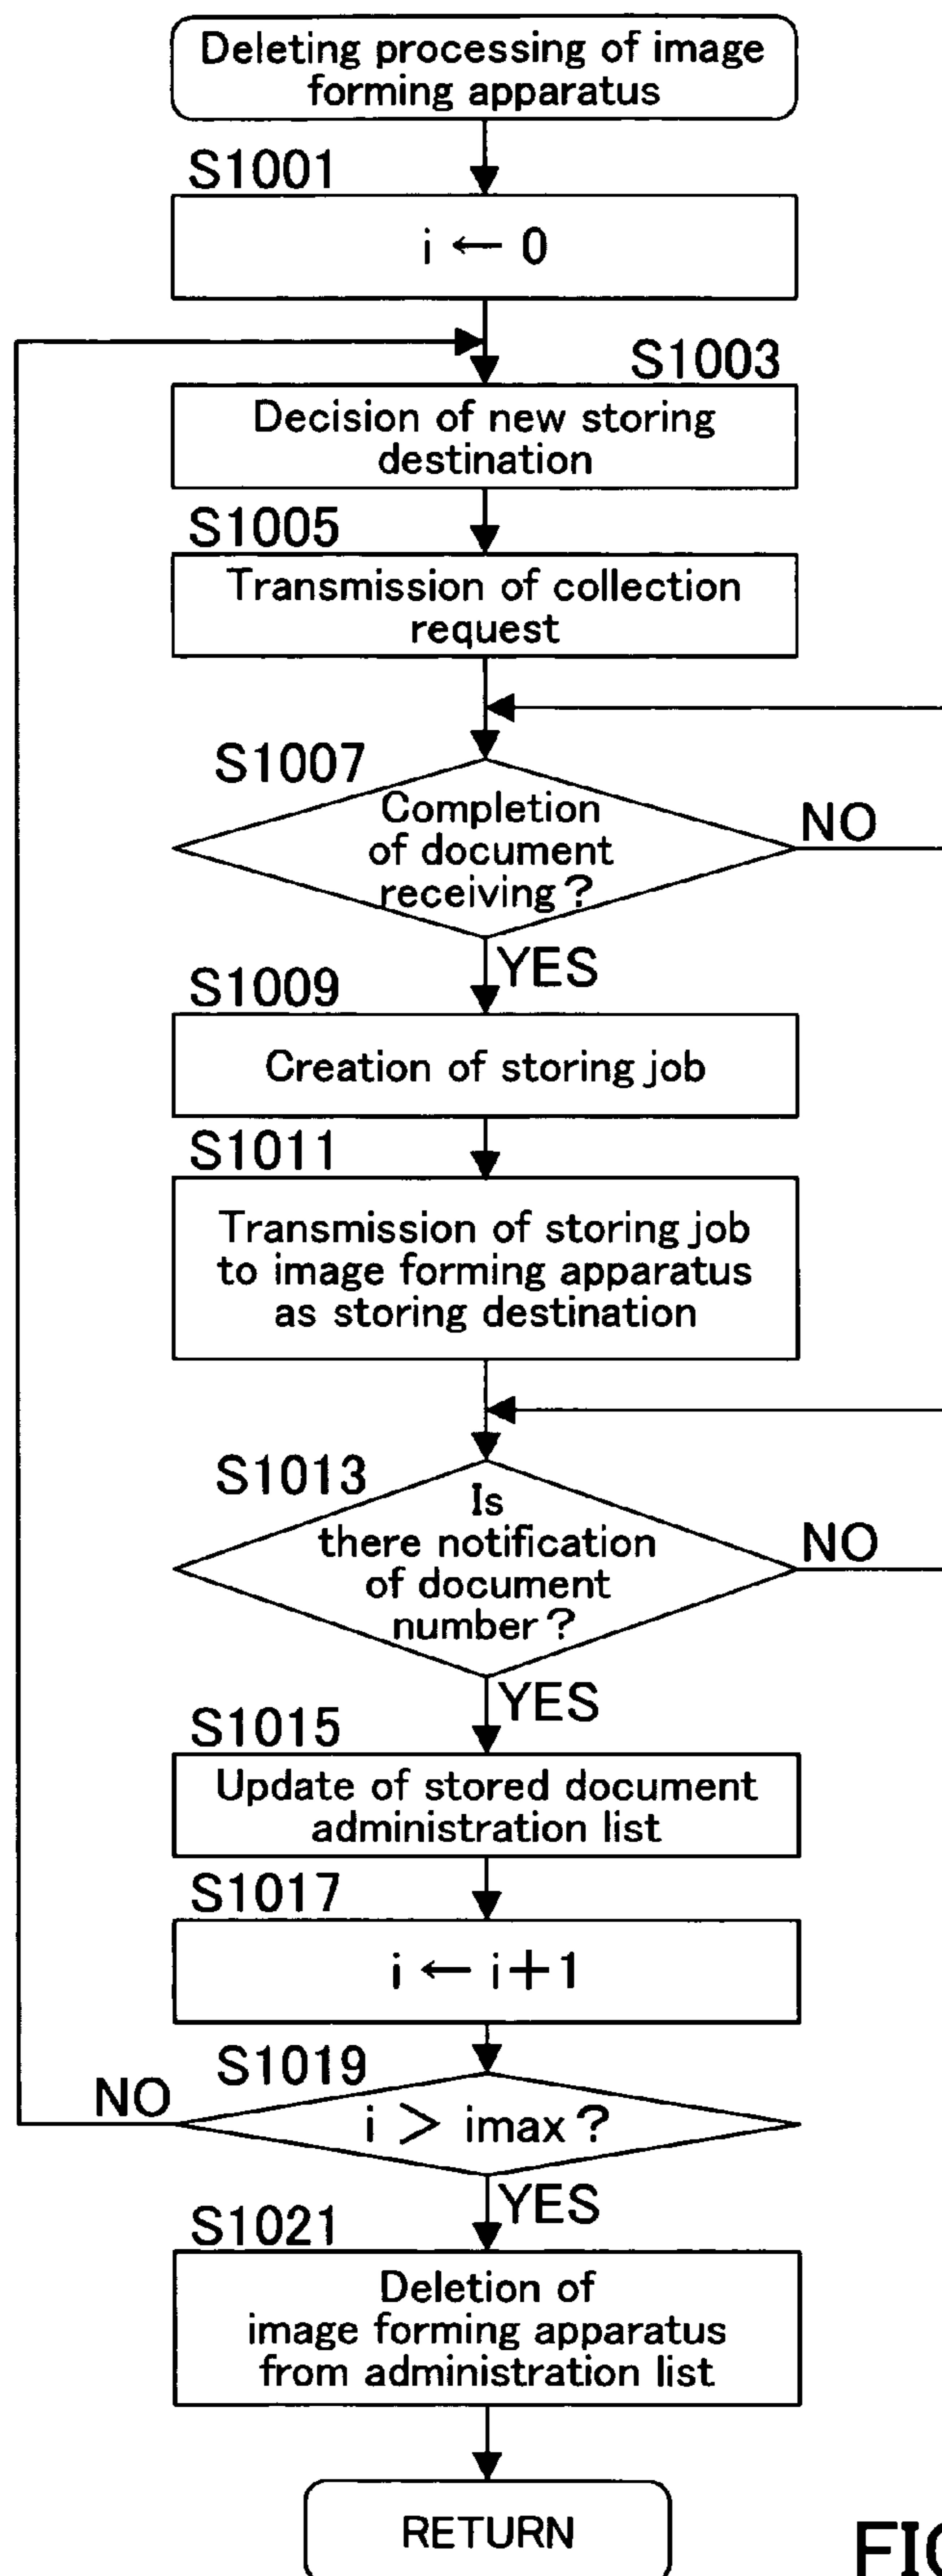 Deleting processing of image
forming apparatus
S1001
i ← 0
S1003
Decision of new storing
destination
S1005
Transmission of collection
request
S1007
Completion
of document
receiving?
NO
YES
S1009
Creation of storing job
S1011
Transmission of storing job
to image forming apparatus
as storing destination
S1013
Is
there notification
of document
number?
NO
YES
S1015
Update of stored document
administration list
S1017
i ← i+1
S1019
i > imax?
NO
YES
S1021
Deletion of
image forming apparatus
from administration list
RETURN